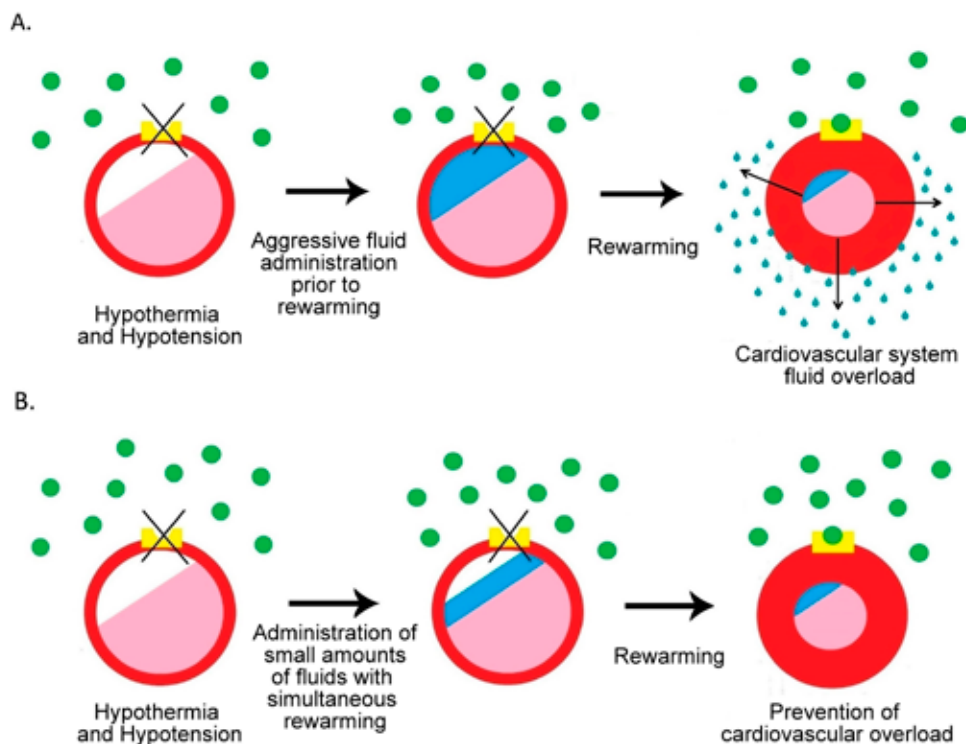 A.
Hypothermia
and Hypotension
Aggressive fluid
administration
prior to
rewarming
Rewarming
Cardiovascular system
fluid overload
B.
Hypothermia
and Hypotension
Administration of
small amounts
of fluids with
simultaneous
rewarming
Rewarming
Prevention of
cardiovascular overload